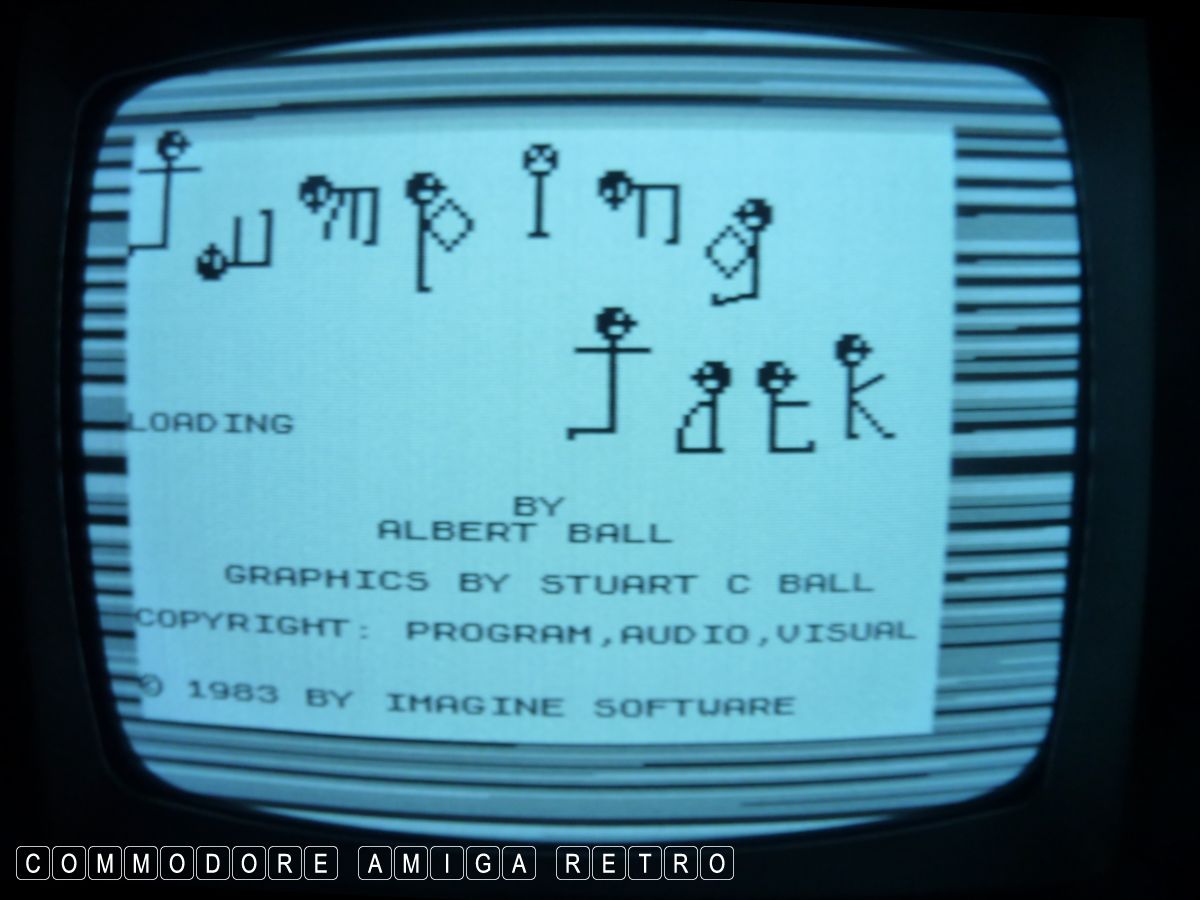 Jumping
Jack
LOADING
BY
ALBERT BALL
GRAPHICS BY STUART C BALL
COPYRIGHT: PROGRAM,AUDIO,VISUAL
© 1983 BY IMAGINE SOFTWARE
COMMODORE AMIGA RETRO